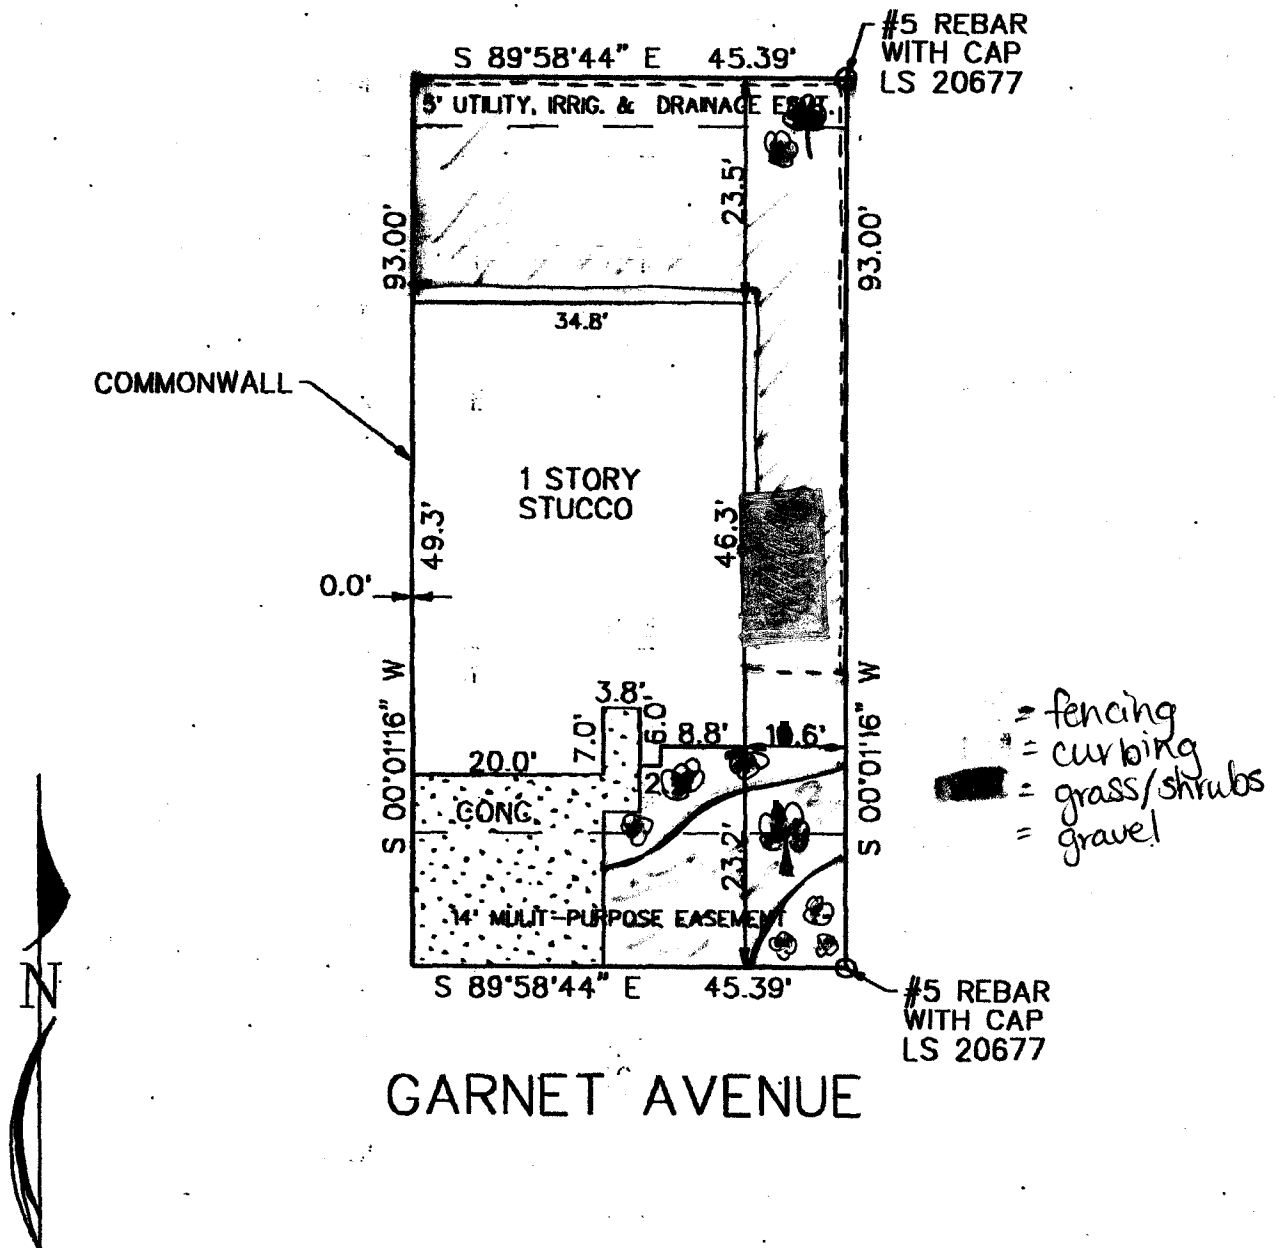 #5 REBAR
WITH CAP
LS 20677
S 89°58'44" E 45.39'
5' UTILITY, IRRIG. & DRAINAGE ESMT.
23.5'
93.00'
93.00'
34.8'
COMMONWALL
1 STORY
STUCCO
49.3'
46.3'
0.0'
S 00°01'16" W
S 00°01'16" W
3.8'
7.0'
6.0'
8.8'
20.0'
CONC.
23.2'
14' MULIT-PURPOSE EASEMENT
= fencing
= curbing
= grass/shrubs
= gravel
S 89°58'44" E 45.39'
#5 REBAR
WITH CAP
LS 20677
N
GARNET AVENUE